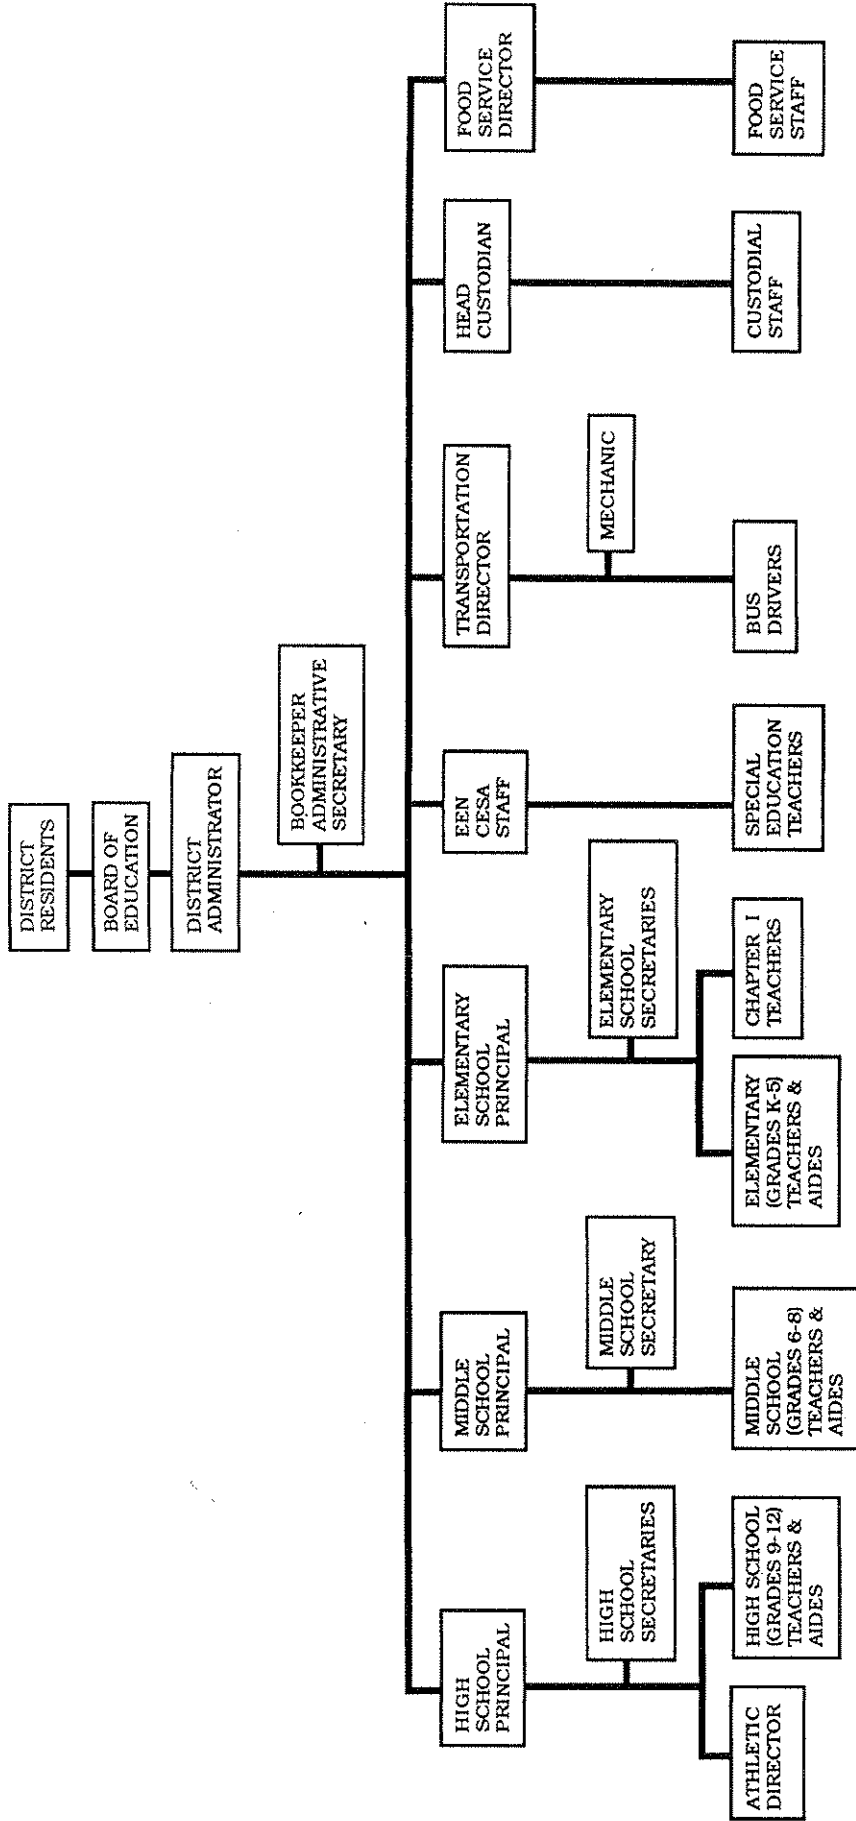 DISTRICT
RESIDENTS
BOARD OF
EDUCATION
DISTRICT
ADMINISTRATOR
BOOKKEEPER
ADMINISTRATIVE
SECRETARY
HIGH
SCHOOL
PRINCIPAL
MIDDLE
SCHOOL
PRINCIPAL
ELEMENTARY
SCHOOL
PRINCIPAL
EEN
CESA
STAFF
TRANSPORTATION
DIRECTOR
HEAD
CUSTODIAN
FOOD
SERVICE
DIRECTOR
HIGH
SCHOOL
SECRETARIES
MIDDLE
SCHOOL
SECRETARY
ELEMENTARY
SCHOOL
SECRETARIES
MECHANIC
ATHLETIC
DIRECTOR
HIGH SCHOOL
(GRADES 9-12)
TEACHERS &
AIDES
MIDDLE
SCHOOL
(GRADES 6-8)
TEACHERS &
AIDES
ELEMENTARY
(GRADES K-5)
TEACHERS &
AIDES
CHAPTER I
TEACHERS
SPECIAL
EDUCATION
TEACHERS
BUS
DRIVERS
CUSTODIAL
STAFF
FOOD
SERVICE
STAFF